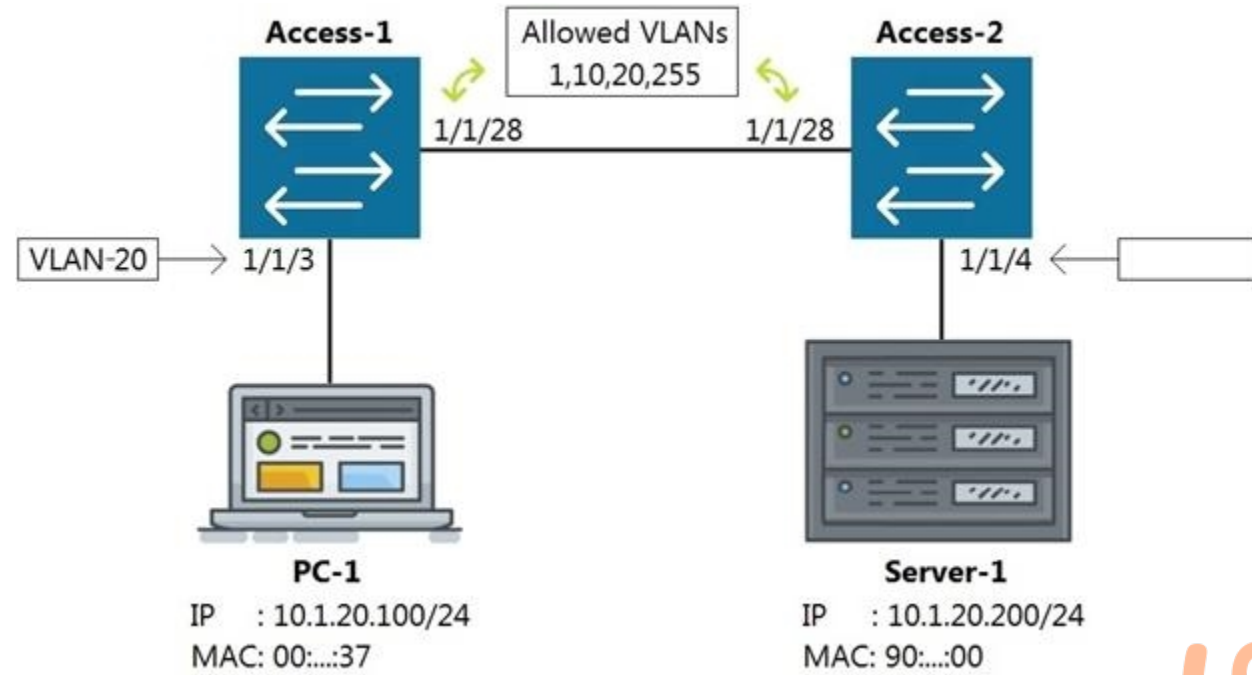 Access-1
Allowed VLANs
1,10,20,255
Access-2
1/1/28
1/1/28
VLAN-20
1/1/3
1/1/4
PC-1
IP : 10.1.20.100/24
MAC: 00:...:37
Server-1
IP : 10.1.20.200/24
MAC: 90:...:00